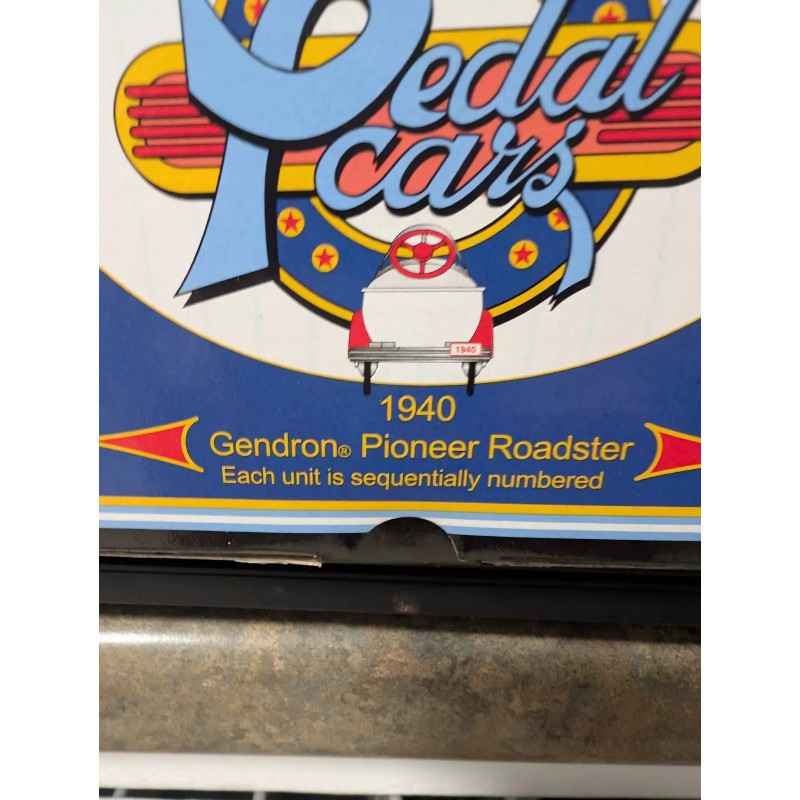 Pedal
cars
1940
1940
Gendron® Pioneer Roadster
Each unit is sequentially numbered